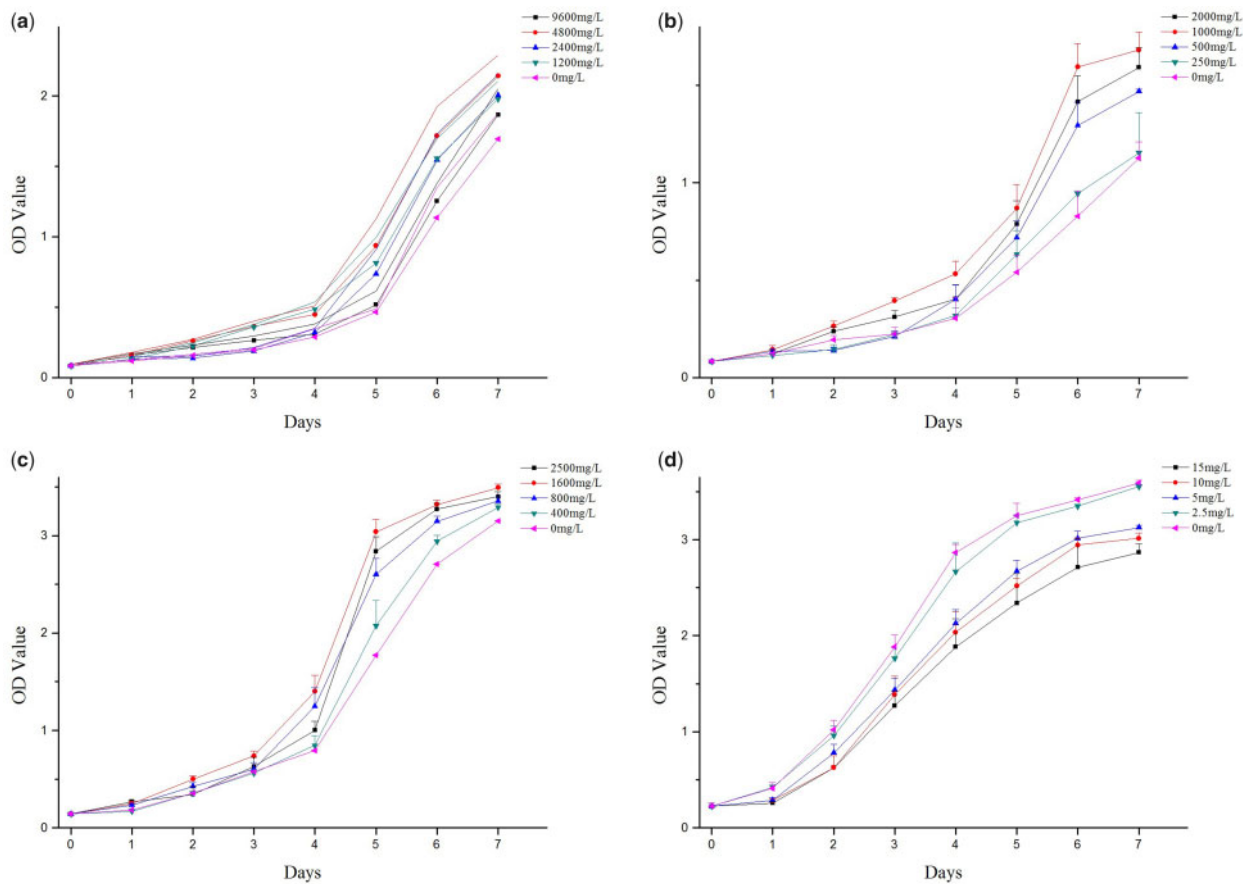 (a)
9600mg/L
4800mg/L
2400mg/L
1200mg/L
0mg/L
2
1
0
OD Value
0 1 2 3 4 5 6 7
Days
(b)
2000mg/L
1000mg/L
500mg/L
250mg/L
0mg/L
1
0
OD Value
0 1 2 3 4 5 6 7
Days
(c)
2500mg/L
1600mg/L
800mg/L
400mg/L
0mg/L
3
2
1
0
OD Value
0 1 2 3 4 5 6 7
Days
(d)
15mg/L
10mg/L
5mg/L
2.5mg/L
0mg/L
3
2
1
0
OD Value
0 1 2 3 4 5 6 7
Days